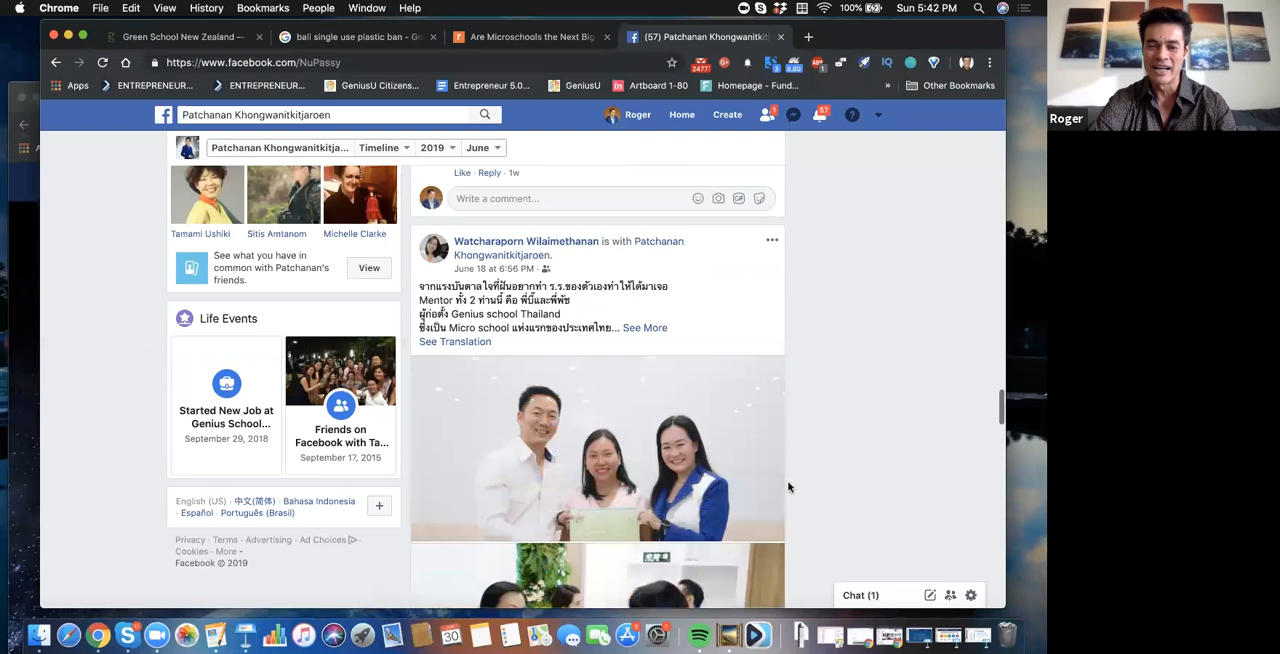 Chrome File Edit View History Bookmarks People Window Help 100% Sun 5:42 PM
Green School New Zealand —
bali single use plastic ban - Go
Are Microschools the Next Big
(57) Patchanan Khongwanitkit
https://www.facebook.com/NuPassy
Apps ENTREPRENEUR... ENTREPRENEUR... GeniusU Citizens... Entrepreneur 5.0... GeniusU Artboard 1-80 Homepage - Fund... » Other Bookmarks
Patchanan Khongwanitkitjaroen
Roger Home Create 1 57
Patchanan Khongwanitkitja... Timeline 2019 June
Tamami Ushiki Sitis Amtanom Michelle Clarke
See what you have in
common with Patchanan's
friends.
View
Life Events
Started New Job at
Genius School...
September 29, 2018
Friends on
Facebook with Ta...
September 17, 2015
English (US) · 中文(简体) · Bahasa Indonesia
· Español · Português (Brasil)
Privacy · Terms · Advertising · Ad Choices ·
Cookies · More
Facebook © 2019
Like · Reply · 1w
Write a comment...
Watcharaporn Wilaimethanan is with Patchanan
Khongwanitkitjaroen.
June 18 at 6:56 PM ·
จากแรงบันดาลใจที่ฝันอยากทำ ร.ร.ของตัวเองทำให้ได้มาเจอ
Mentor ทั้ง 2 ท่านนี้ คือ พี่บี๋และพี่พัช
ผู้ก่อตั้ง Genius school Thailand
ซึ่งเป็น Micro school แห่งแรกของประเทศไทย... See More
See Translation
Chat (1)
Roger